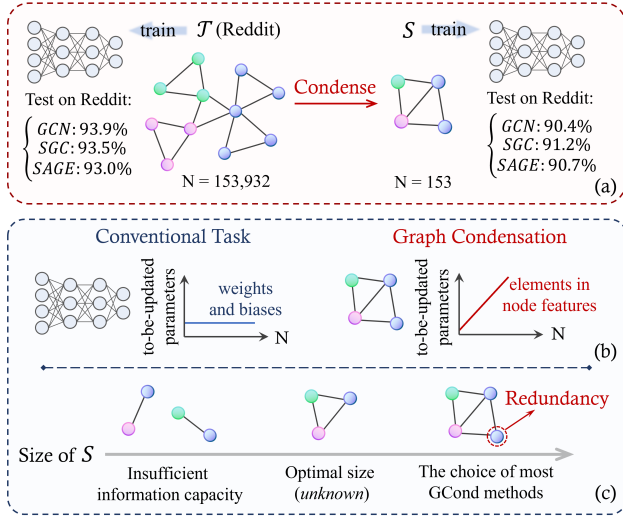 train
𝒯 (Reddit)
S
train
Condense
Test on Reddit:
GCN: 93.9%
SGC: 93.5%
SAGE: 93.0%
N = 153,932
N = 153
Test on Reddit:
GCN: 90.4%
SGC: 91.2%
SAGE: 90.7%
(a)
Conventional Task
Graph Condensation
to-be-updated
parameters
weights
and biases
N
to-be-updated
parameters
elements in
node features
N
(b)
Redundancy
Size of S
Insufficient
information capacity
Optimal size
(unknown)
The choice of most
GCond methods
(c)